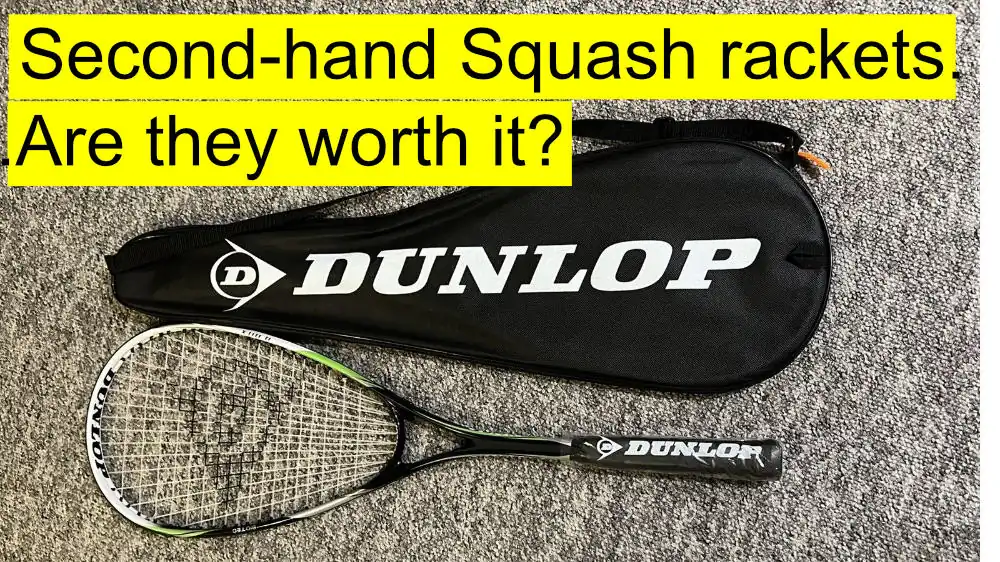 Second-hand Squash rackets.
.Are they worth it?
D DUNLOP
DUNLOP
D DUNLOP